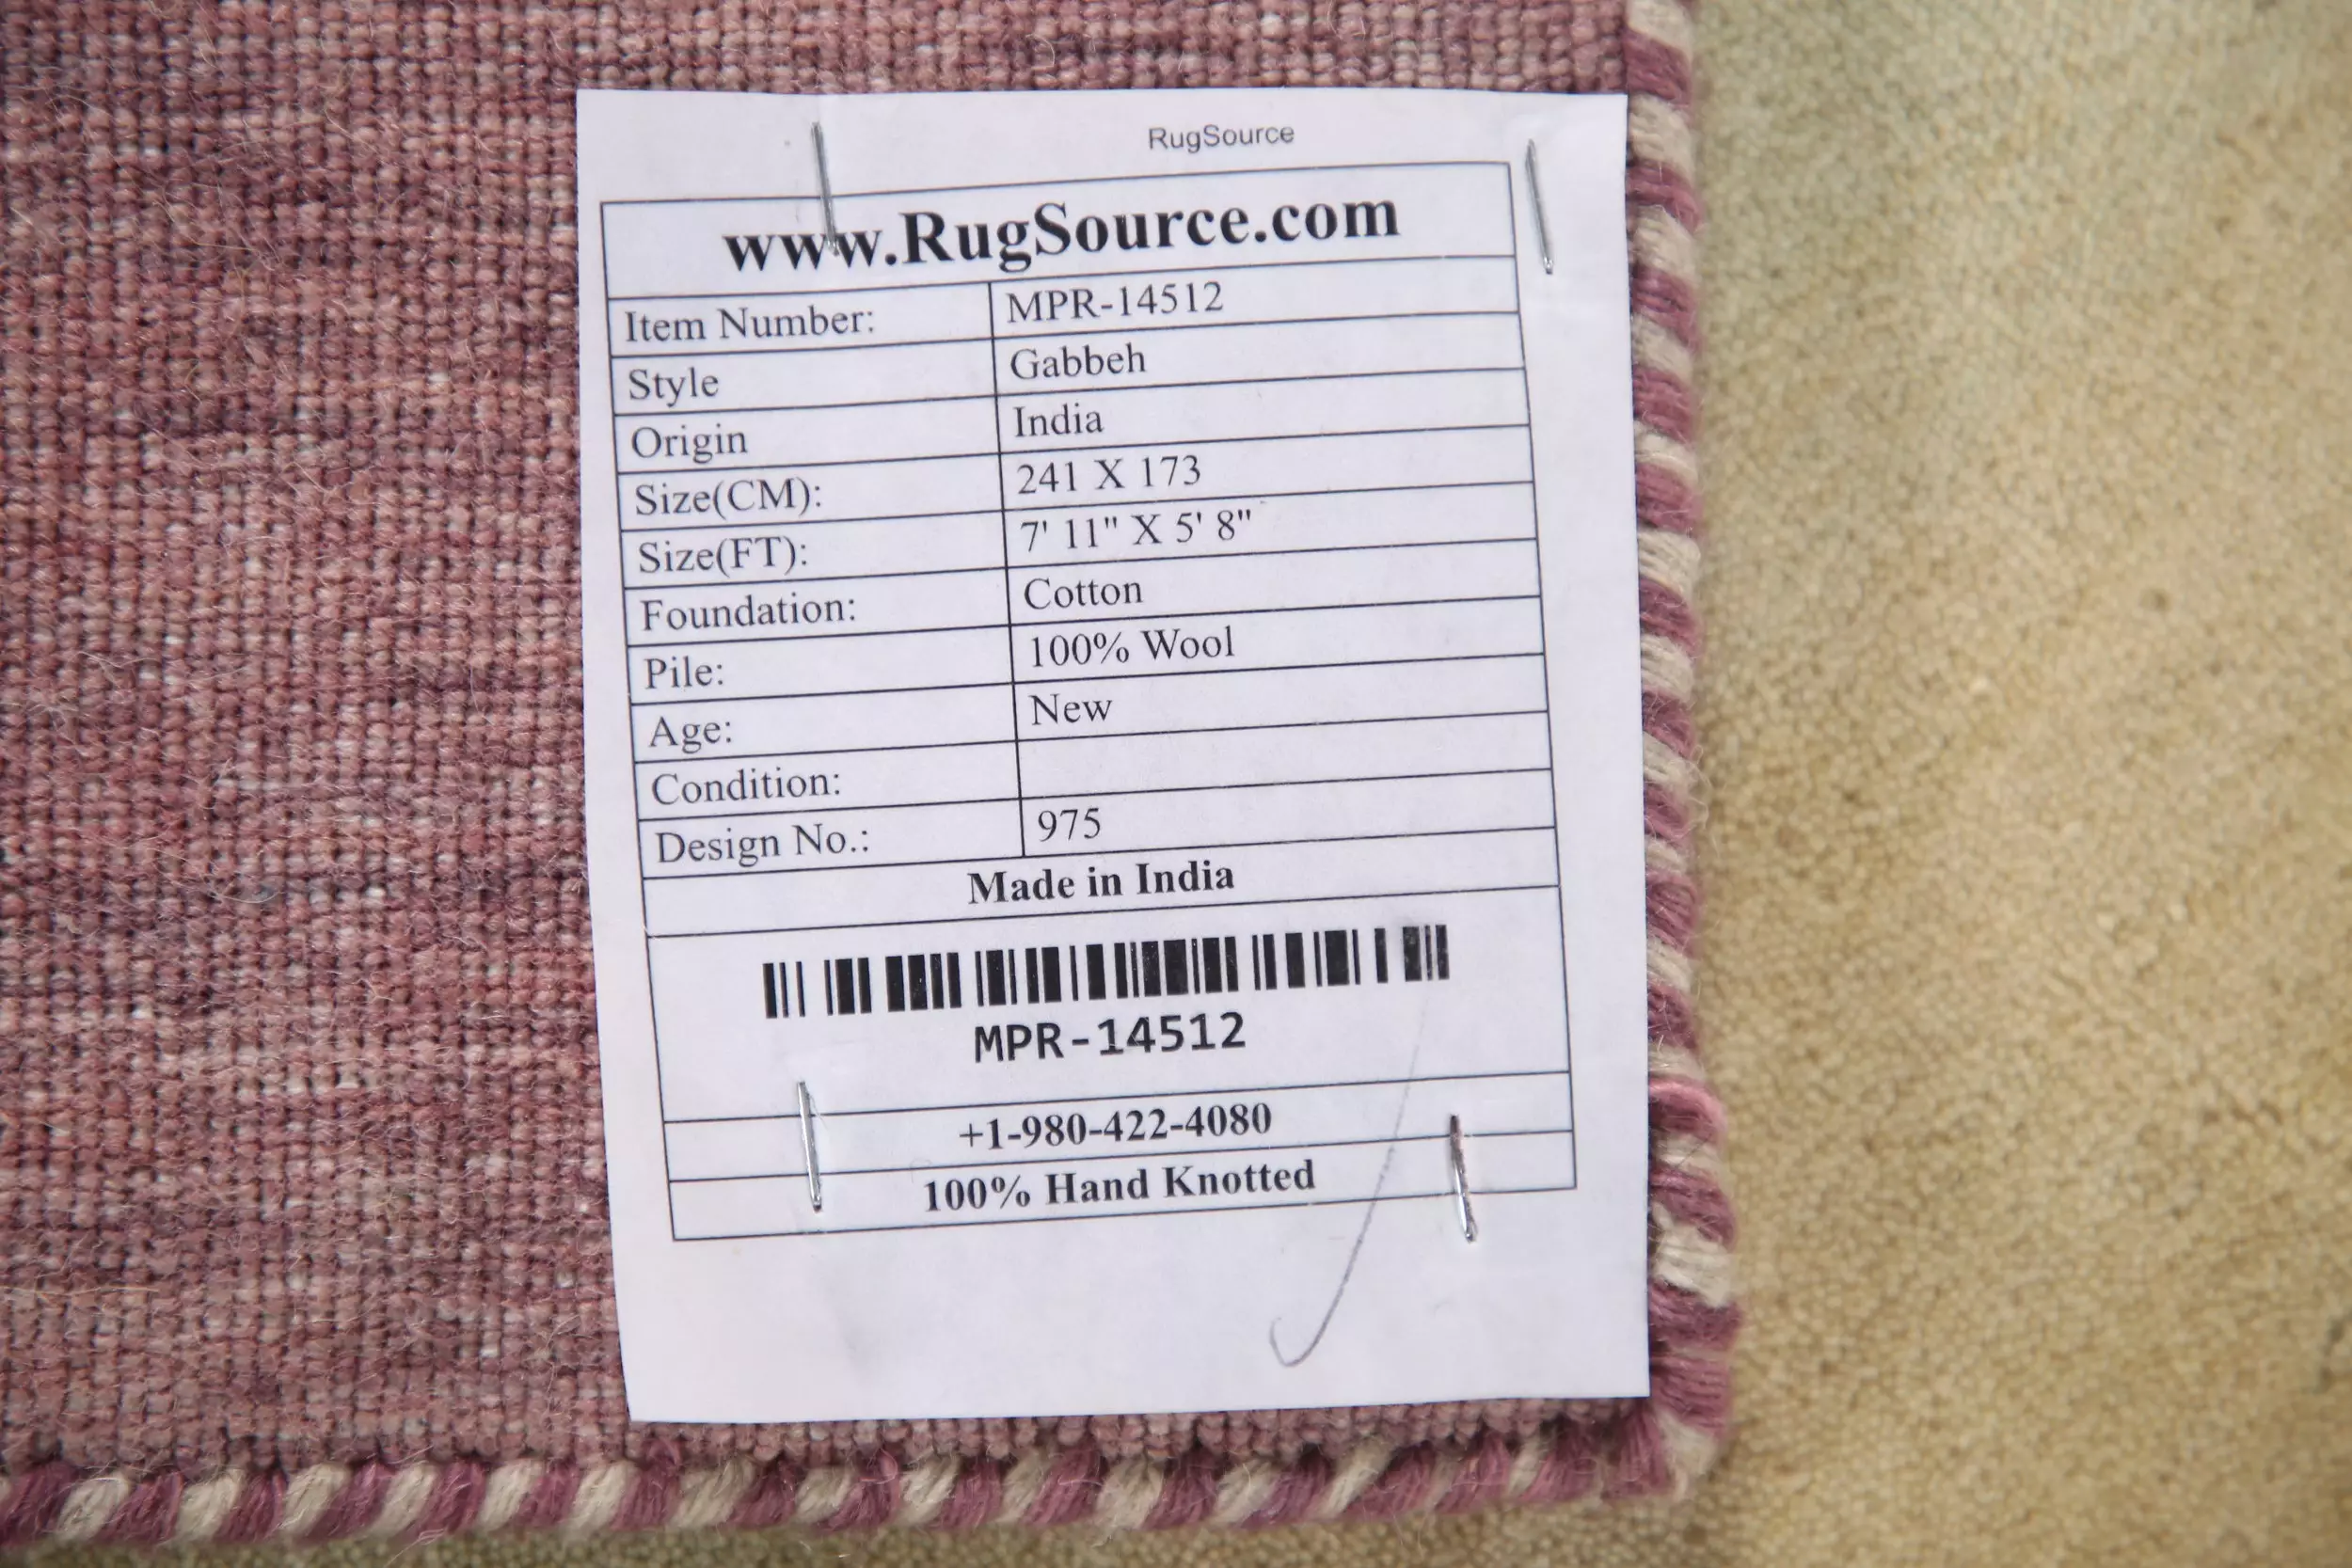 RugSource
www.RugSource.com
Item Number: MPR-14512
Style Gabbeh
Origin India
Size(CM): 241 X 173
Size(FT): 7' 11" X 5' 8"
Foundation: Cotton
Pile: 100% Wool
Age: New
Condition:
Design No.: 975
Made in India
MPR-14512
+1-980-422-4080
100% Hand Knotted